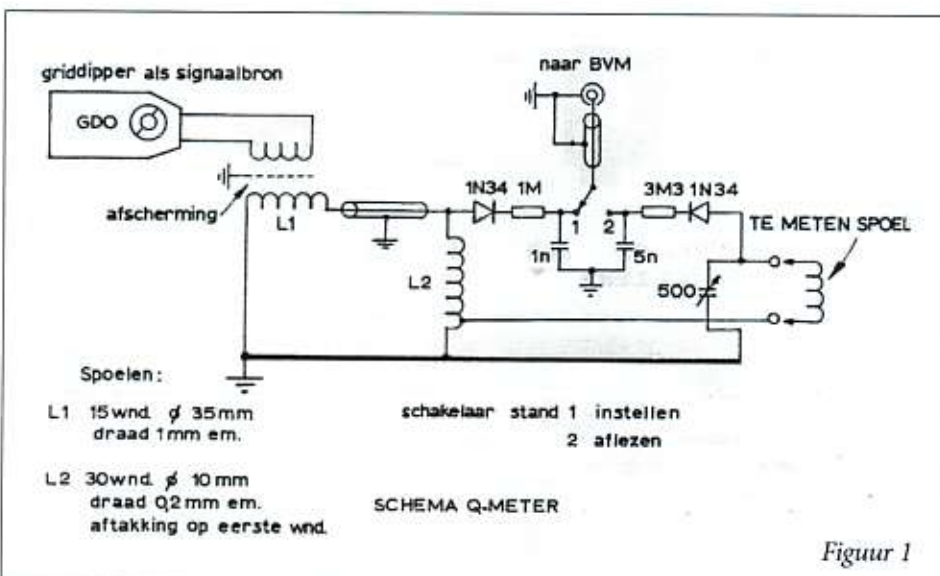 griddipper als signaalbron
GDO
afscherming
L1
naar BVM
1N34 1M
3M3 1N34
1
2
1n
5n
L2
500
TE METEN SPOEL
Spoelen:
L1 15wnd. ø 35mm
draad 1mm em.
L2 30wnd. ø 10mm
draad 0,2mm em.
aftakking op eerste wnd.
schakelaar stand 1 instellen
2 aflezen
SCHEMA Q-METER
Figuur 1